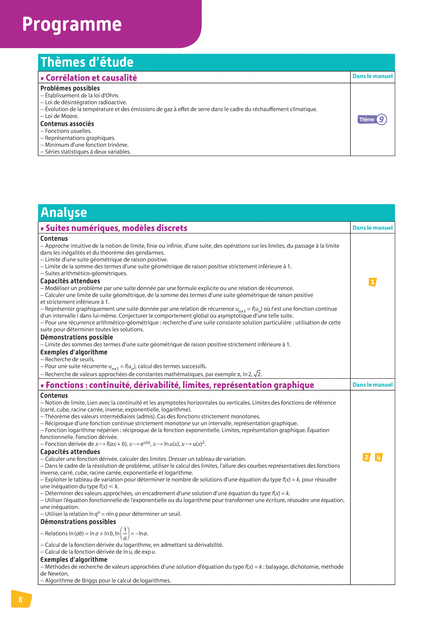 Programme
Thèmes d'étude
Corrélation et causalité
Dans le manuel
Problèmes possibles
– Établissement de la loi d'Ohm.
– Loi de désintégration radioactive.
– Évolution de la température et des émissions de gaz à effet de serre dans le cadre du réchauffement climatique.
– Loi de Moore.
Contenus associés
– Fonctions usuelles.
– Représentations graphiques.
– Minimum d'une fonction trinôme.
– Séries statistiques à deux variables.
Thème 9
Analyse
Suites numériques, modèles discrets
Dans le manuel
Contenus
– Approche intuitive de la notion de limite, finie ou infinie, d'une suite, des opérations sur les limites, du passage à la limite
dans les inégalités et du théorème des gendarmes.
– Limite d'une suite géométrique de raison positive.
– Limite de la somme des termes d'une suite géométrique de raison positive strictement inférieure à 1.
– Suites arithmético-géométriques.
Capacités attendues
– Modéliser un problème par une suite donnée par une formule explicite ou une relation de récurrence.
– Calculer une limite de suite géométrique, de la somme des termes d'une suite géométrique de raison positive
et strictement inférieure à 1.
– Représenter graphiquement une suite donnée par une relation de récurrence uₙ₊₁ = f(uₙ) où f est une fonction continue
d'un intervalle I dans lui-même. Conjecturer le comportement global ou asymptotique d'une telle suite.
– Pour une récurrence arithmético-géométrique : recherche d'une suite constante solution particulière ; utilisation de cette
suite pour déterminer toutes les solutions.
Démonstrations possible
– Limite des sommes des termes d'une suite géométrique de raison positive strictement inférieure à 1.
Exemples d'algorithme
– Recherche de seuils.
– Pour une suite récurrente uₙ₊₁ = f(uₙ), calcul des termes successifs.
– Recherche de valeurs approchées de constantes mathématiques, par exemple π, ln 2, √2.
1
Fonctions : continuité, dérivabilité, limites, représentation graphique
Dans le manuel
Contenus
– Notion de limite. Lien avec la continuité et les asymptotes horizontales ou verticales. Limites des fonctions de référence
(carré, cube, racine carrée, inverse, exponentielle, logarithme).
– Théorème des valeurs intermédiaires (admis). Cas des fonctions strictement monotones.
– Réciproque d'une fonction continue strictement monotone sur un intervalle, représentation graphique.
– Fonction logarithme népérien : réciproque de la fonction exponentielle. Limites, représentation graphique. Équation
fonctionnelle. Fonction dérivée.
– Fonction dérivée de x ↦ f(ax + b), x ↦ eᵘ⁽ˣ⁾, x ↦ ln u(x), x ↦ u(x)².
Capacités attendues
– Calculer une fonction dérivée, calculer des limites. Dresser un tableau de variation.
– Dans le cadre de la résolution de problème, utiliser le calcul des limites, l'allure des courbes représentatives des fonctions
inverse, carré, cube, racine carrée, exponentielle et logarithme.
– Exploiter le tableau de variation pour déterminer le nombre de solutions d'une équation du type f(x) = k, pour résoudre
une inéquation du type f(x) ⩽ k.
– Déterminer des valeurs approchées, un encadrement d'une solution d'une équation du type f(x) = k.
– Utiliser l'équation fonctionnelle de l'exponentielle ou du logarithme pour transformer une écriture, résoudre une équation,
une inéquation.
– Utiliser la relation ln qⁿ = nln q pour déterminer un seuil.
Démonstrations possibles
– Relations ln (ab) = ln a + ln b, ln(1/a) = –ln a.
– Calcul de la fonction dérivée du logarithme, en admettant sa dérivabilité.
– Calcul de la fonction dérivée de ln u, de exp u.
Exemples d'algorithme
– Méthodes de recherche de valeurs approchées d'une solution d'équation du type f(x) = k : balayage, dichotomie, méthode
de Newton.
– Algorithme de Briggs pour le calcul de logarithmes.
2 4
8